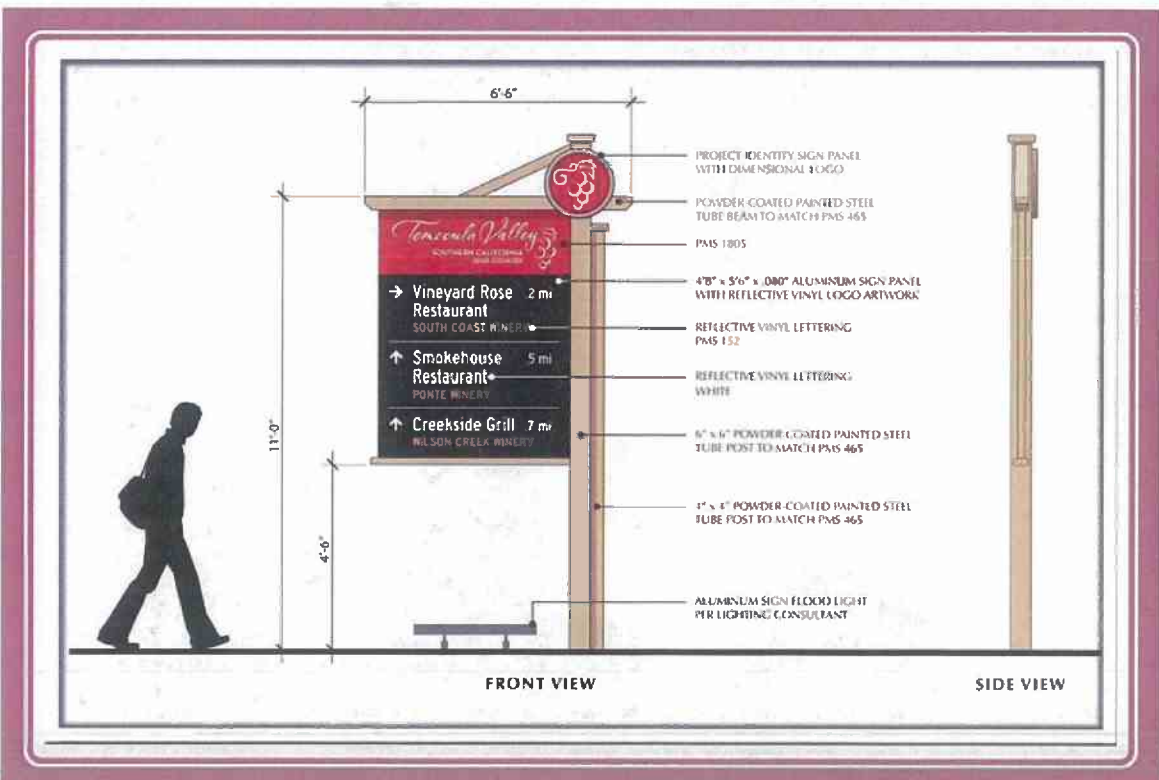 6'-6"
PROJECT IDENTITY SIGN PANEL
WITH DIMENSIONAL LOGO
POWDER-COATED PAINTED STEEL
TUBE BEAM TO MATCH PMS 465
PMS 1805
4'8" x 5'6" x .080" ALUMINUM SIGN PANEL
WITH REFLECTIVE VINYL LOGO ARTWORK
REFLECTIVE VINYL LETTERING
PMS 152
REFLECTIVE VINYL LETTERING
WHITE
6" x 6" POWDER-COATED PAINTED STEEL
TUBE POST TO MATCH PMS 465
4" x 4" POWDER-COATED PAINTED STEEL
TUBE POST TO MATCH PMS 465
ALUMINUM SIGN FLOOD LIGHT
PER LIGHTING CONSULTANT
Temecula Valley
SOUTHERN CALIFORNIA
WINE COUNTRY
→ Vineyard Rose 2 mi
Restaurant
SOUTH COAST WINERY
↑ Smokehouse 5 mi
Restaurant
PONTE WINERY
↑ Creekside Grill 7 mi
WILSON CREEK WINERY
11'-0"
4'-6"
FRONT VIEW
SIDE VIEW